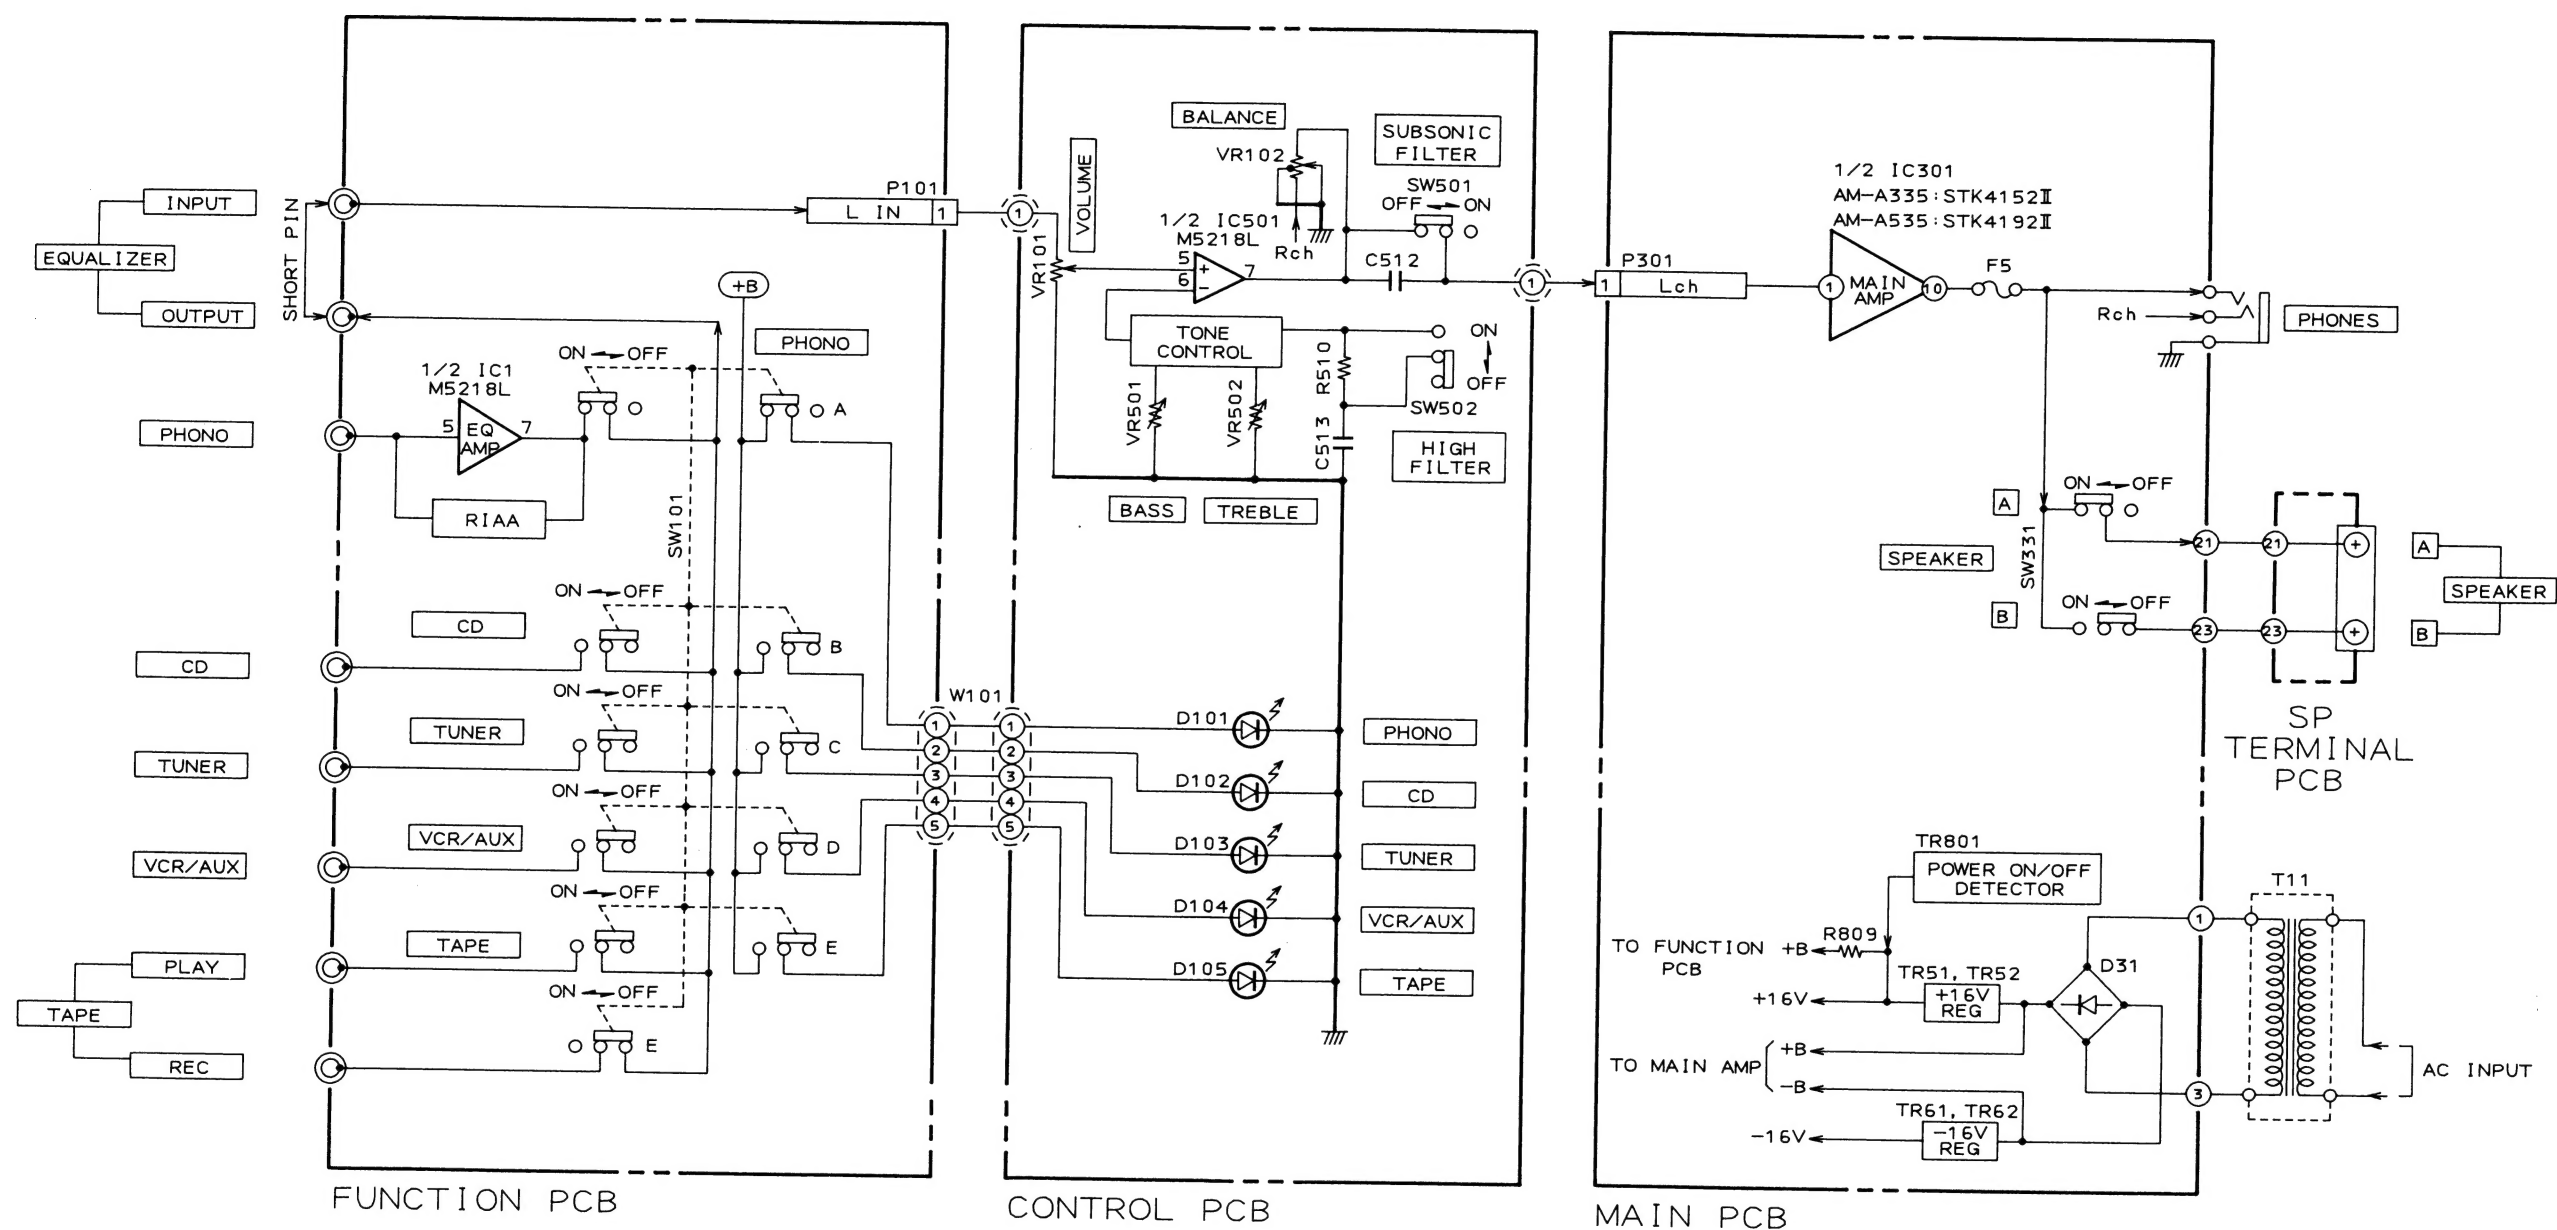 INPUT
EQUALIZER
OUTPUT
SHORT PIN
PHONO
CD
TUNER
VCR/AUX
PLAY
TAPE
REC
P101
L IN 1
+B
PHONO
ON OFF
1/2 IC1
M5218L
5 EQ AMP 7
RIAA
A
SW101
ON OFF
CD
B
ON OFF
TUNER
C
ON OFF
VCR/AUX
D
ON OFF
TAPE
E
ON OFF
E
W101
1 1
2 2
3 3
4 4
5 5
FUNCTION PCB
1
VOLUME
VR101
BALANCE
VR102
Rch
1/2 IC501
M5218L
5 + 7
6 −
SUBSONIC
FILTER
SW501
OFF ON
C512
1
TONE
CONTROL
VR501
VR502
R510
C513
ON
OFF
SW502
HIGH
FILTER
BASS
TREBLE
D101
PHONO
D102
CD
D103
TUNER
D104
VCR/AUX
D105
TAPE
CONTROL PCB
P301
1 Lch
1/2 IC301
AM-A335:STK4152II
AM-A535:STK4192II
1 MAIN AMP 10
F5
Rch
PHONES
A
ON OFF
SW331
SPEAKER
B
ON OFF
21 21 +
23 23 +
A
SPEAKER
B
SP
TERMINAL
PCB
TR801
POWER ON/OFF
DETECTOR
R809
TO FUNCTION +B
PCB
TR51, TR52
+16V
+16V
REG
D31
TO MAIN AMP
+B
−B
TR61, TR62
−16V
−16V
REG
1
3
T11
AC INPUT
MAIN PCB